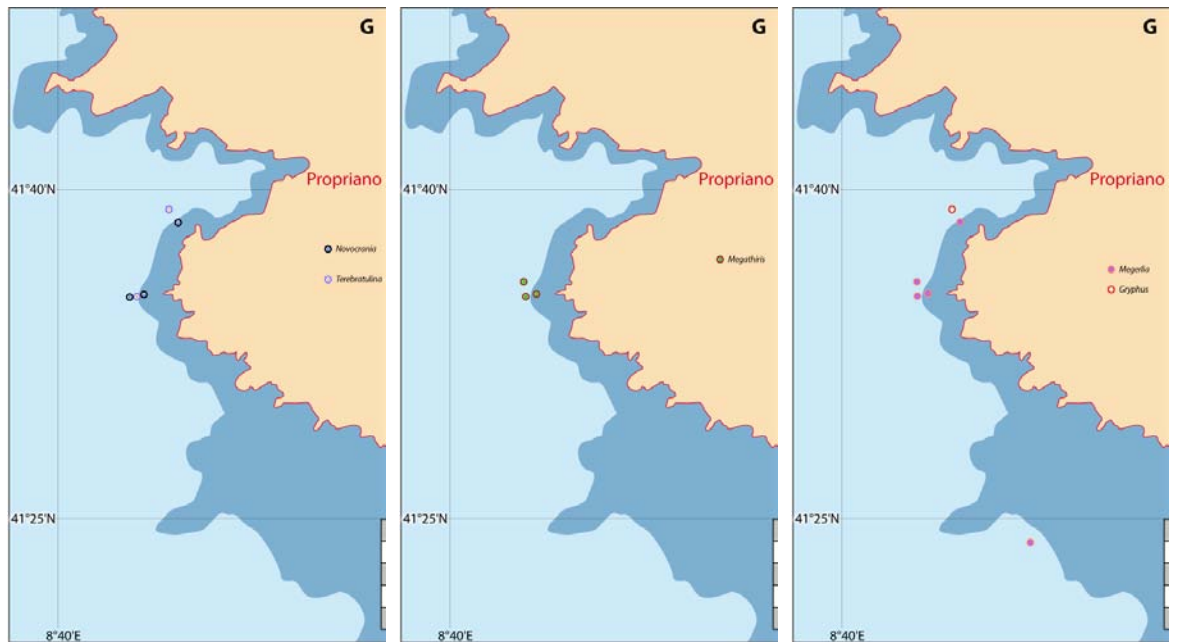 G
Propriano
41°40'N
Novocrania
Terebratulina
41°25'N
8°40'E
G
Propriano
41°40'N
Megathiris
41°25'N
8°40'E
G
Propriano
41°40'N
Megerlia
Gryphus
41°25'N
8°40'E